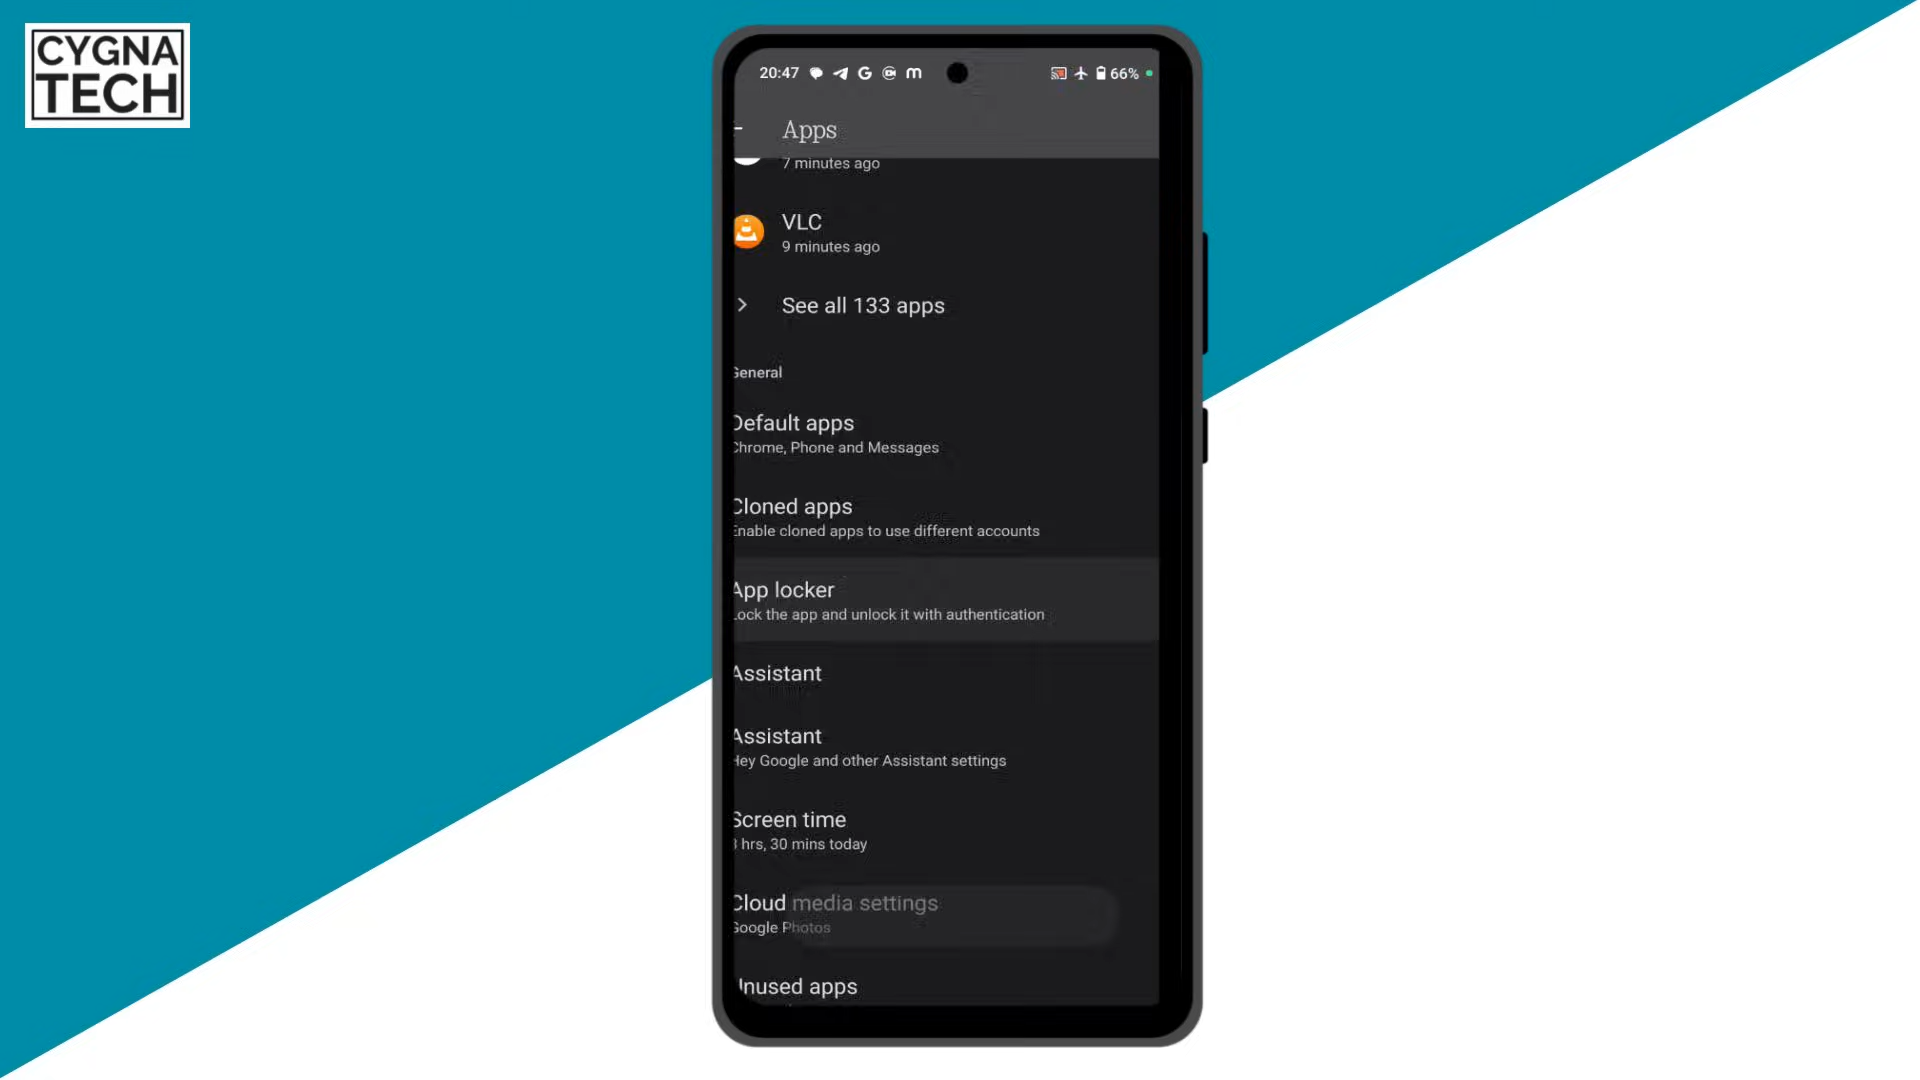 CYGNA
TECH
20:47
66%
Apps
7 minutes ago
VLC
9 minutes ago
See all 133 apps
General
Default apps
Chrome, Phone and Messages
Cloned apps
Enable cloned apps to use different accounts
App locker
Lock the app and unlock it with authentication
Assistant
Assistant
Hey Google and other Assistant settings
Screen time
3 hrs, 30 mins today
Cloud media settings
Google Photos
Unused apps